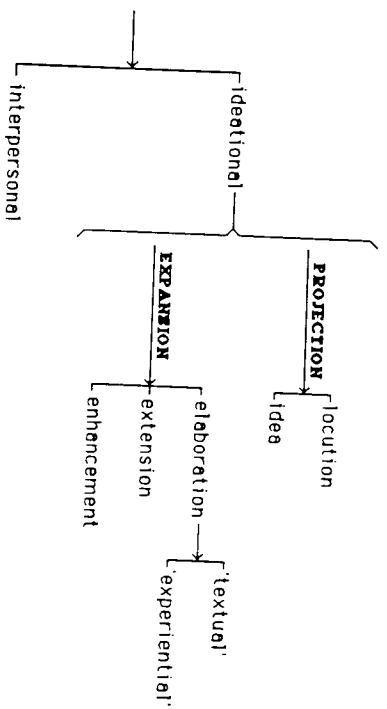 ideational
interpersonal
PROJECTION
locution
idea
EXPANSION
elaboration
extension
enhancement
'textual'
'experiential'